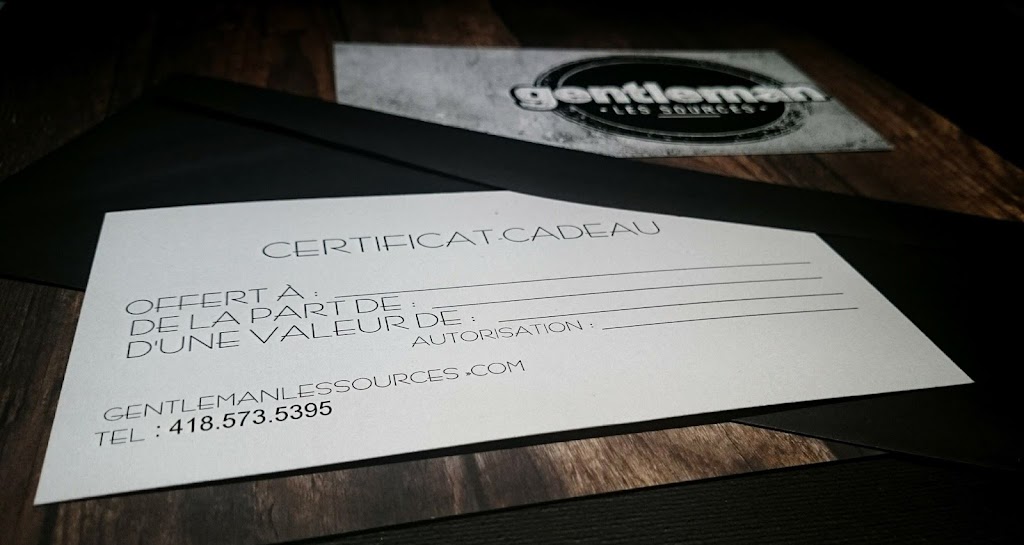 gentleman
• LES SOURCES •
CERTIFICAT-CADEAU
OFFERT À :
DE LA PART DE :
D'UNE VALEUR DE :
AUTORISATION :
GENTLEMANLESSOURCES.COM
TEL : 418.573.5395